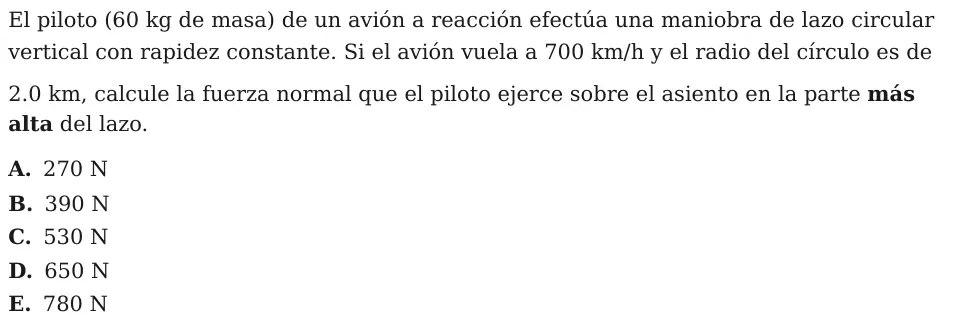 El piloto (60 kg de masa) de un avión a reacción efectúa una maniobra de lazo circular
vertical con rapidez constante. Si el avión vuela a 700 km/h y el radio del círculo es de
2.0 km, calcule la fuerza normal que el piloto ejerce sobre el asiento en la parte más
alta del lazo.
A. 270 N
B. 390 N
C. 530 N
D. 650 N
E. 780 N